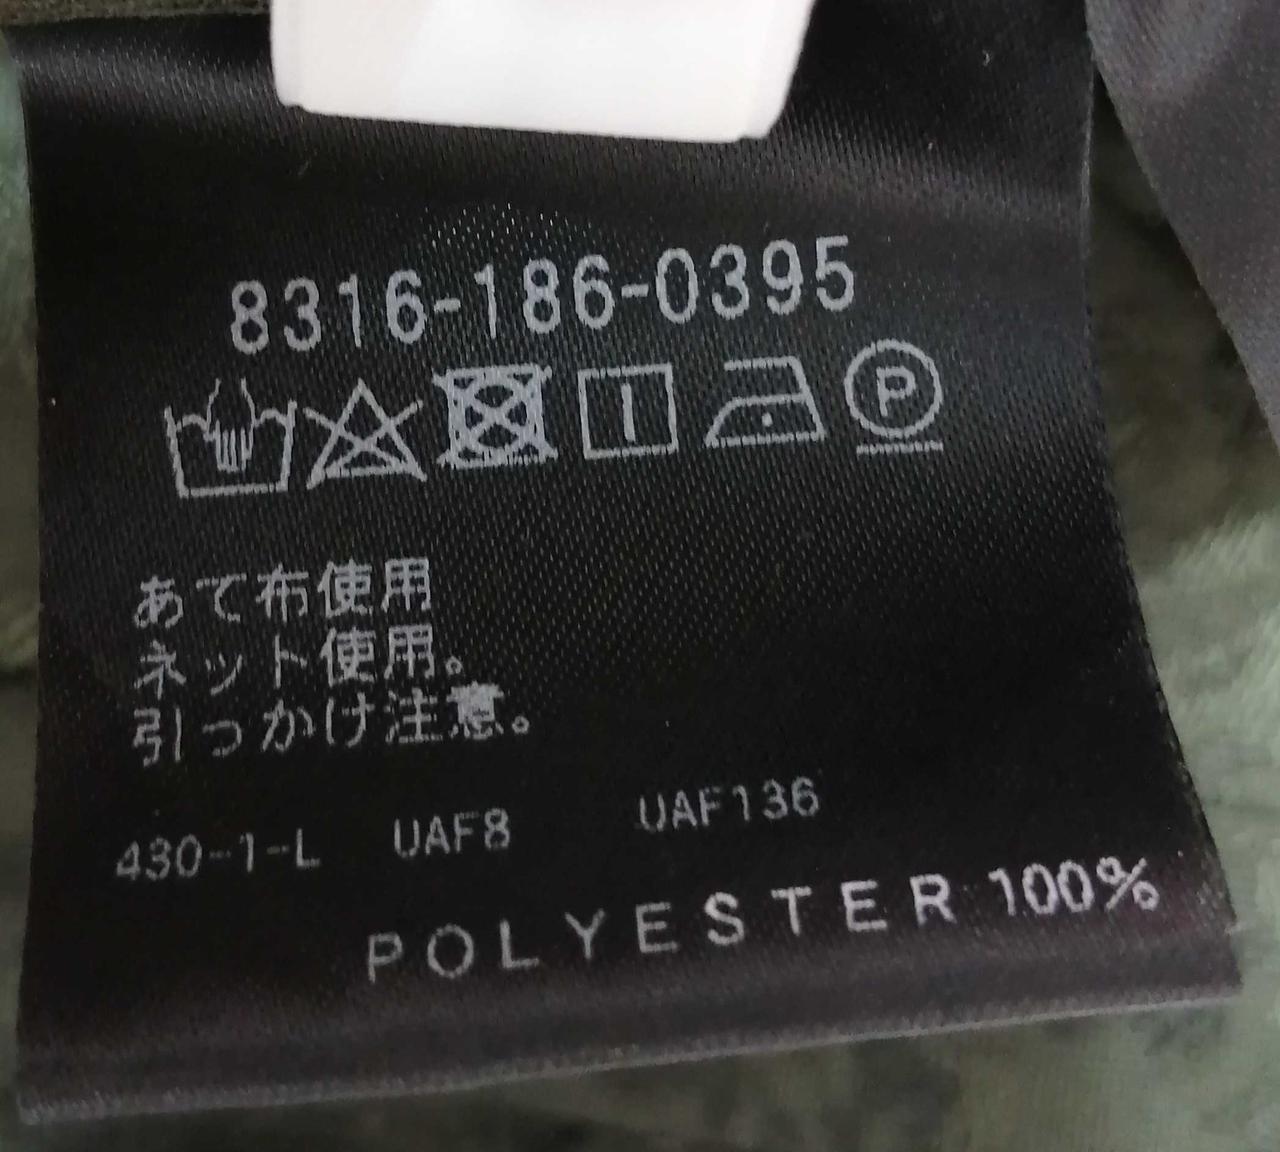 8316-186-0395
P
あて布使用
ネット使用。
引っかけ注意。
430-1-L UAF8 UAF136
POLYESTER 100%